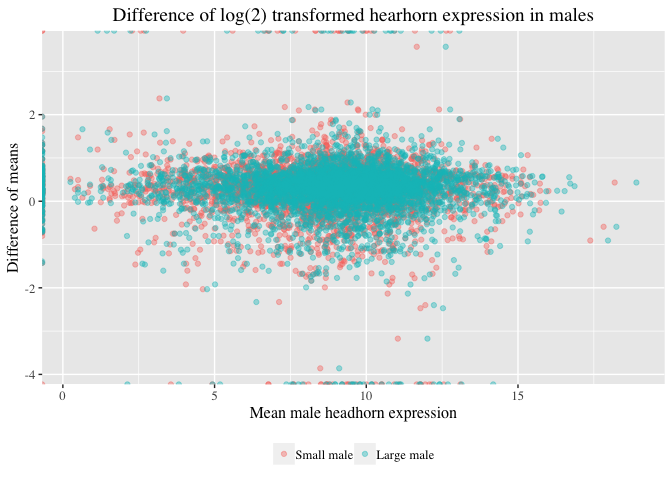 Difference of log(2) transformed hearhorn expression in males
Difference of means
2
0
-2
-4
0 5 10 15
Mean male headhorn expression
Small male Large male